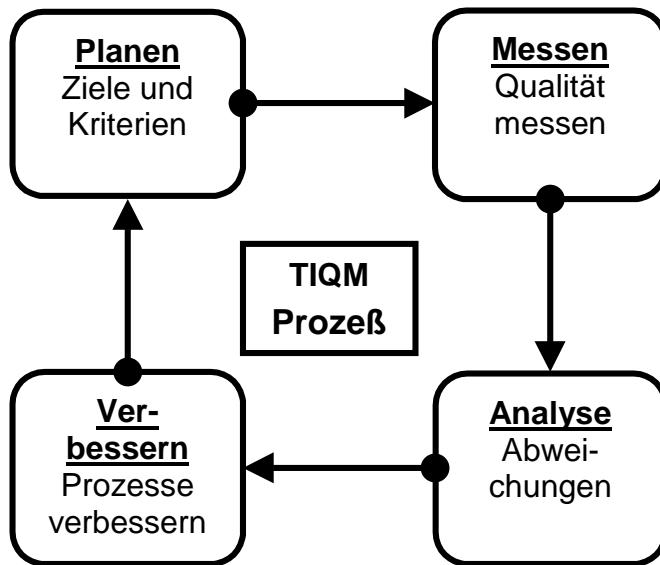 Planen
Ziele und
Kriterien
Messen
Qualität
messen
TIQM
Prozeß
Ver-
bessern
Prozesse
verbessern
Analyse
Abwei-
chungen